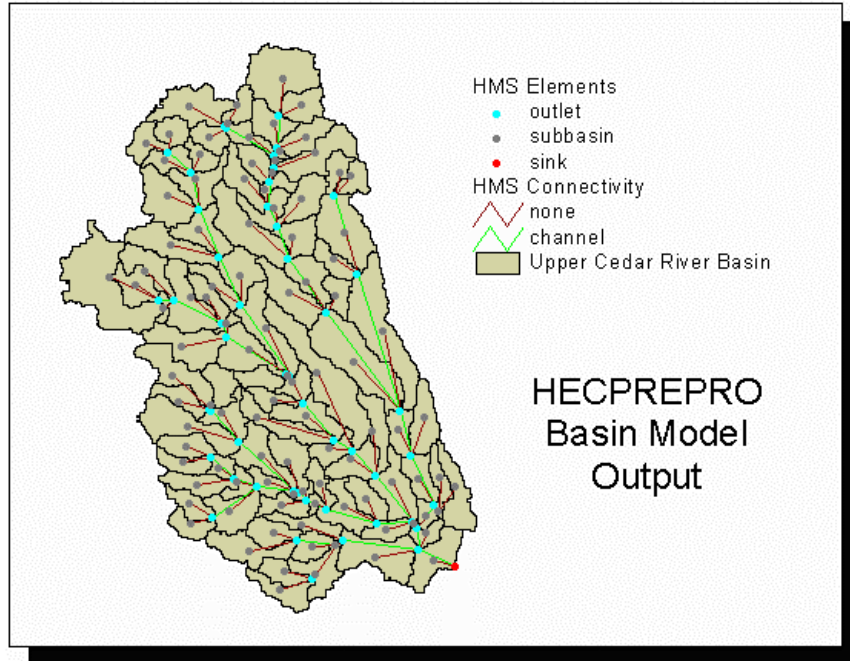 HMS Elements
outlet
subbasin
sink
HMS Connectivity
none
channel
Upper Cedar River Basin
HECPREPRO
Basin Model
Output